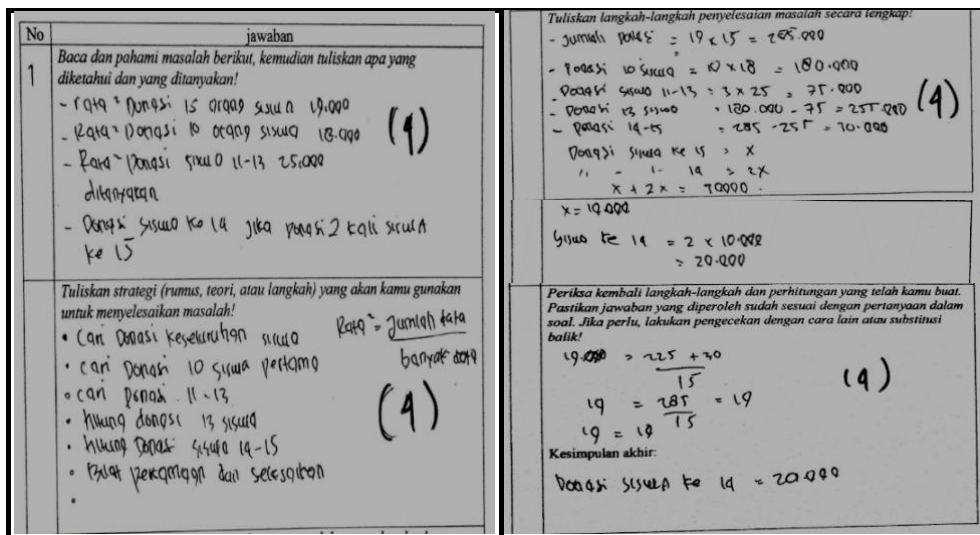 No
jawaban
1
Baca dan pahami masalah berikut, kemudian tuliskan apa yang
diketahui dan yang ditanyakan!
- rata² Donasi 15 orang siswa 19.000
- Rata² Donasi 10 orang siswa 18.000
- Rata² Donasi siswa 11-13 25.000
ditanyakan
- Donasi siswa ke 14 jika donasi 2 kali siswa
ke 15
(4)
Tuliskan strategi (rumus, teori, atau langkah) yang akan kamu gunakan
untuk menyelesaikan masalah!
• Cari Donasi keseluruhan siswa
• cari Donasi 10 siswa pertama
• cari Donasi 11-13
• hitung donasi 13 siswa
• hitung Donasi siswa 14-15
• Buat persamaan dan selesaikan
•
Rata² = Jumlah data
banyak data
(4)
Tuliskan langkah-langkah penyelesaian masalah secara lengkap!
- Jumlah Donasi = 19 x 15 = 285.000
- Donasi 10 siswa = 10 x 18 = 180.000
- Donasi siswa 11-13 = 3 x 25 = 75.000
- Donasi 13 siswa = 180.000 - 75 = 255.000
- Donasi 14-15 = 285 - 255 = 30.000
Donasi siswa ke 15 = x
" - 1- 14 = 2x
x + 2x = 30000.
(4)
x = 10.000
Siswa ke 14 = 2 x 10.000
= 20.000
Periksa kembali langkah-langkah dan perhitungan yang telah kamu buat.
Pastikan jawaban yang diperoleh sudah sesuai dengan pertanyaan dalam
soal. Jika perlu, lakukan pengecekan dengan cara lain atau substitusi
balik!
19.000 = 225 + 30
15
19 = 285 = 19
15
19 = 19
(4)
Kesimpulan akhir:
Donasi siswa ke 14 = 20.000